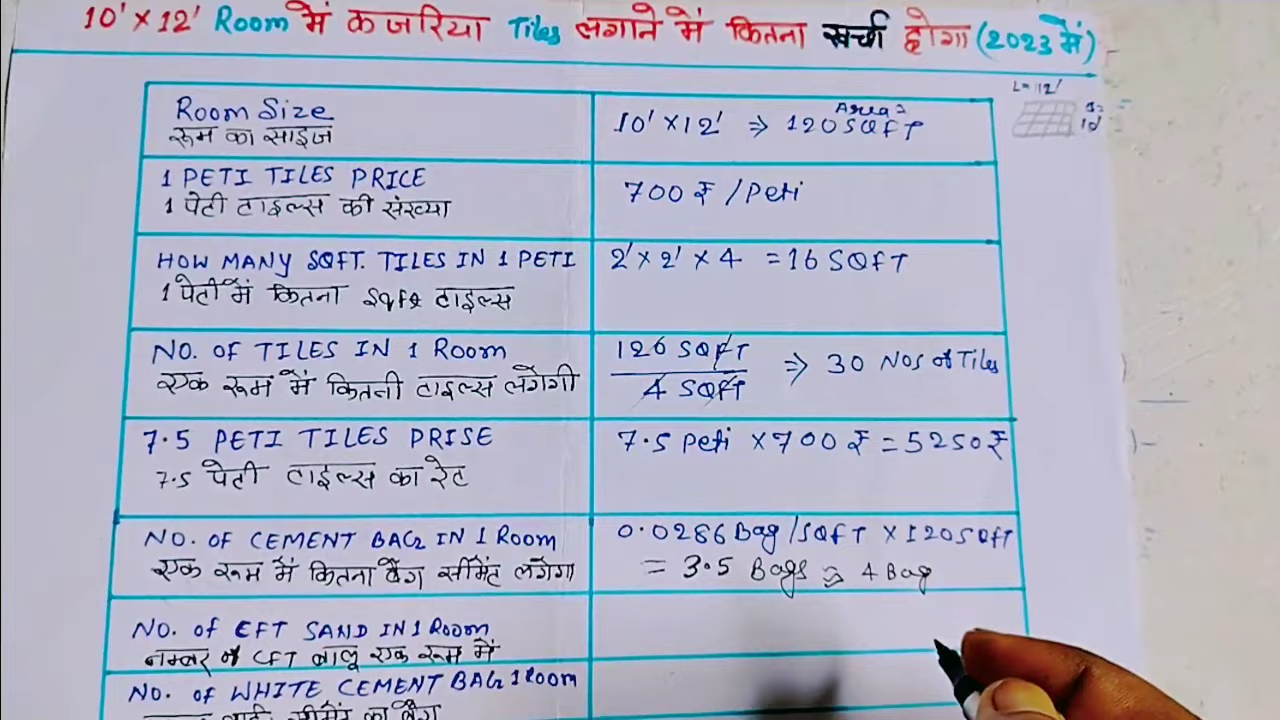 10' × 12' Room में कजरिया Tiles लगाने में कितना खर्चा होगा (2023 में)
L=12'
Room Size
रूम का साइज
Area =
10' × 12' ⇒ 120 SQFT
1 PETI TILES PRICE
1 पेटी टाइल्स की संख्या
700 ₹ / Peti
HOW MANY SQFT. TILES IN 1 PETI
1 पेटी में कितना sqft टाइल्स
2' × 2' × 4 = 16 SQFT
NO. OF TILES IN 1 Room
एक रूम में कितनी टाइल्स लगेगी
120 SQFT
4 SQFT
⇒ 30 Nos of Tiles
7.5 PETI TILES PRISE
7.5 पेटी टाइल्स का रेट
7.5 Peti × 700 ₹ = 5250 ₹
NO. OF CEMENT BAG IN 1 Room
एक रूम में कितना बैग सीमेंट लगेगा
0.0286 Bag / SQFT × 120 SQFT
= 3.5 Bags ≈ 4 Bag
NO. of CFT SAND IN 1 Room
नम्बर of CFT बालू एक रूम में
NO. of WHITE CEMENT BAG 1 Room